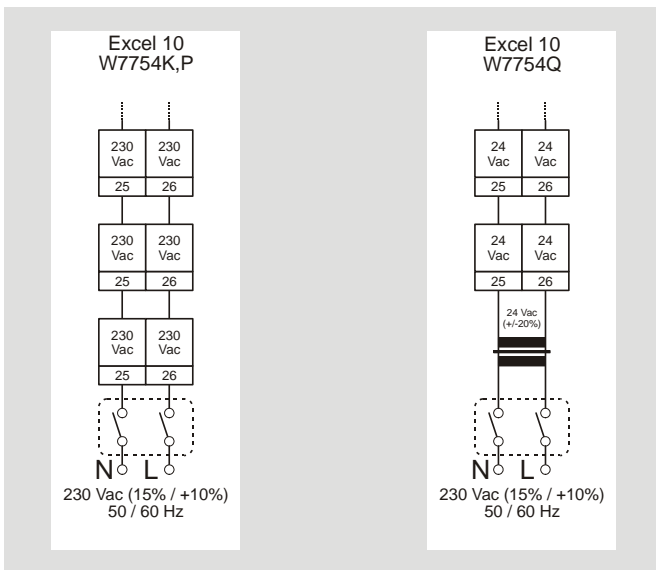 Excel 10
W7754K,P
230 Vac
230 Vac
25
26
230 Vac
230 Vac
25
26
230 Vac
230 Vac
25
26
N
L
230 Vac (15% / +10%)
50 / 60 Hz
Excel 10
W7754Q
24 Vac
24 Vac
25
26
24 Vac
24 Vac
25
26
24 Vac
(+/-20%)
N
L
230 Vac (15% / +10%)
50 / 60 Hz